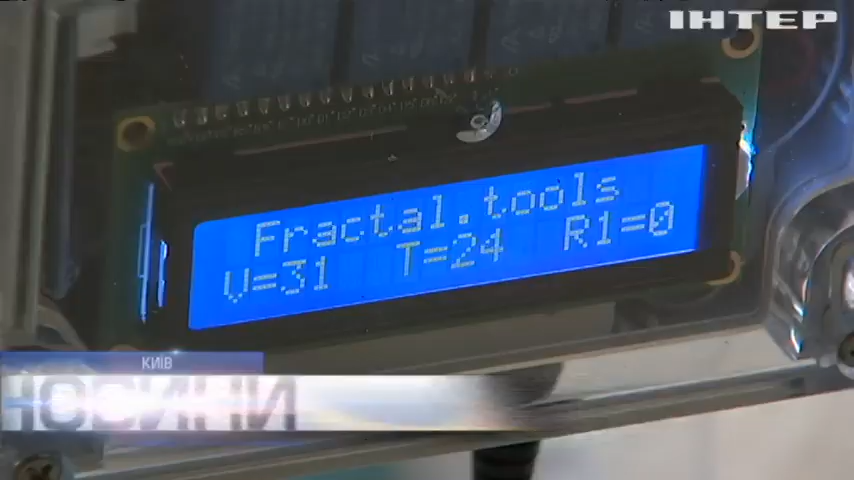 ІНТЕР
Fractal.tools
V=31 T=24 R1=0
КИЇВ
НОВИНИ